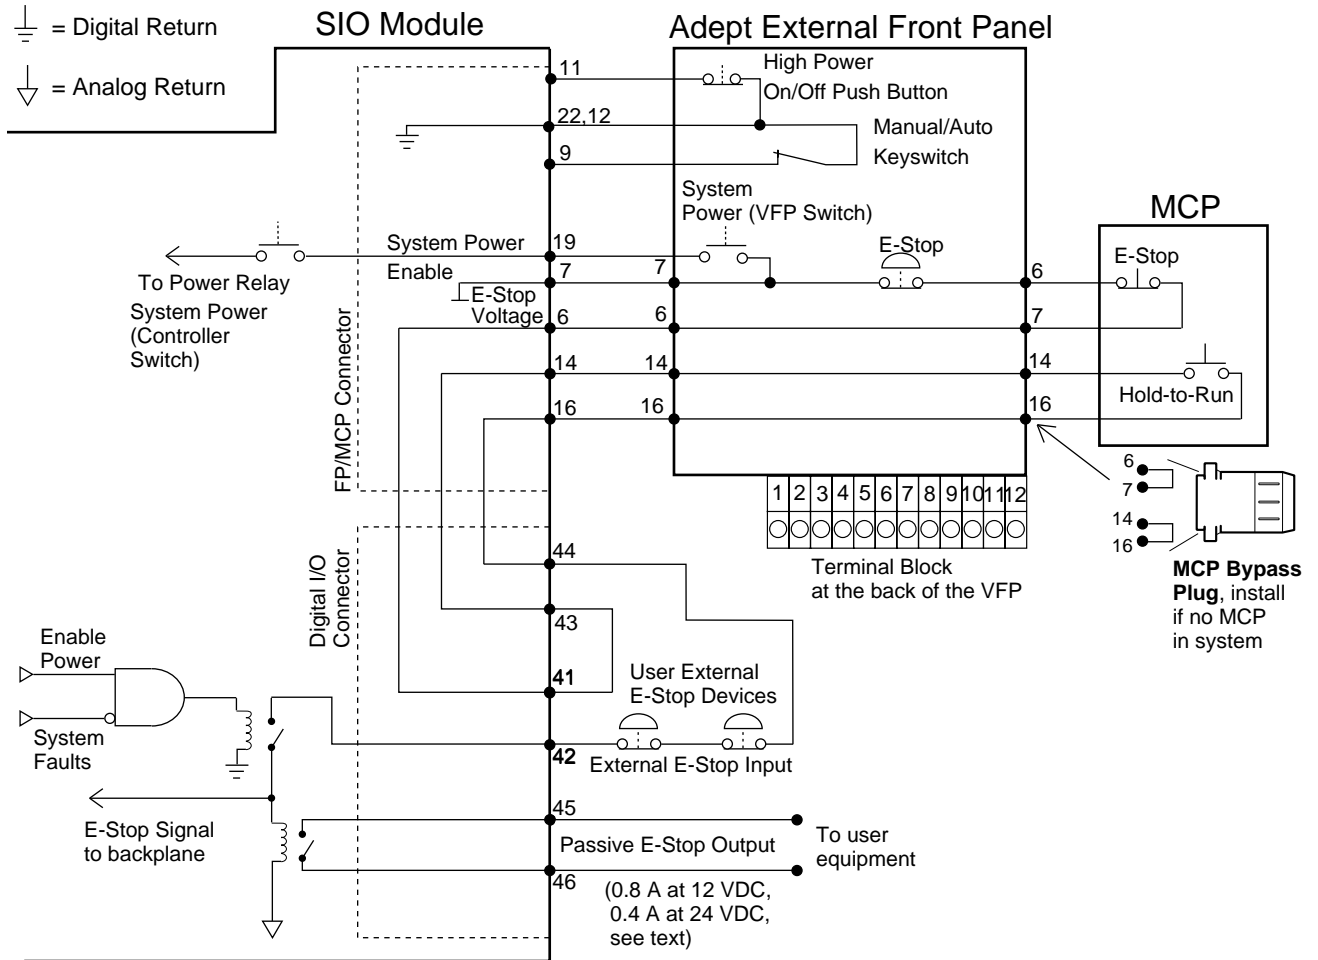 = Digital Return
= Analog Return
SIO Module
Adept External Front Panel
11
High Power
On/Off Push Button
22,12
Manual/Auto
Keyswitch
9
System
Power (VFP Switch)
MCP
System Power
Enable
19
E-Stop
E-Stop
To Power Relay
System Power
(Controller
Switch)
7
7
6
E-Stop
Voltage
6
6
7
14
14
14
Hold-to-Run
16
16
16
FP/MCP Connector
1 2 3 4 5 6 7 8 9 10 11 12
Terminal Block
at the back of the VFP
6
7
14
16
MCP Bypass
Plug, install
if no MCP
in system
Digital I/O
Connector
44
43
41
42
Enable
Power
System
Faults
User External
E-Stop Devices
External E-Stop Input
E-Stop Signal
to backplane
45
Passive E-Stop Output
46
To user
equipment
(0.8 A at 12 VDC,
0.4 A at 24 VDC,
see text)